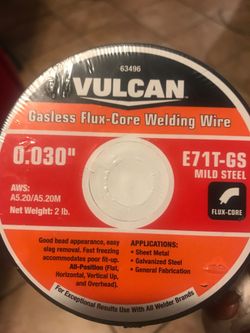 63496
VULCAN
Gasless Flux-Core Welding Wire
0.030"
E71T-GS
MILD STEEL
AWS:
A5.20/A5.20M
Net Weight: 2 lb.
FLUX-CORE
Good bead appearance, easy
slag removal. Fast freezing
accommodates poor fit-up.
All-Position (Flat,
Horizontal, Vertical Up,
and Overhead).
APPLICATIONS:
• Sheet Metal
• Galvanized Steel
• General Fabrication
For Exceptional Results Use With All Welder Brands